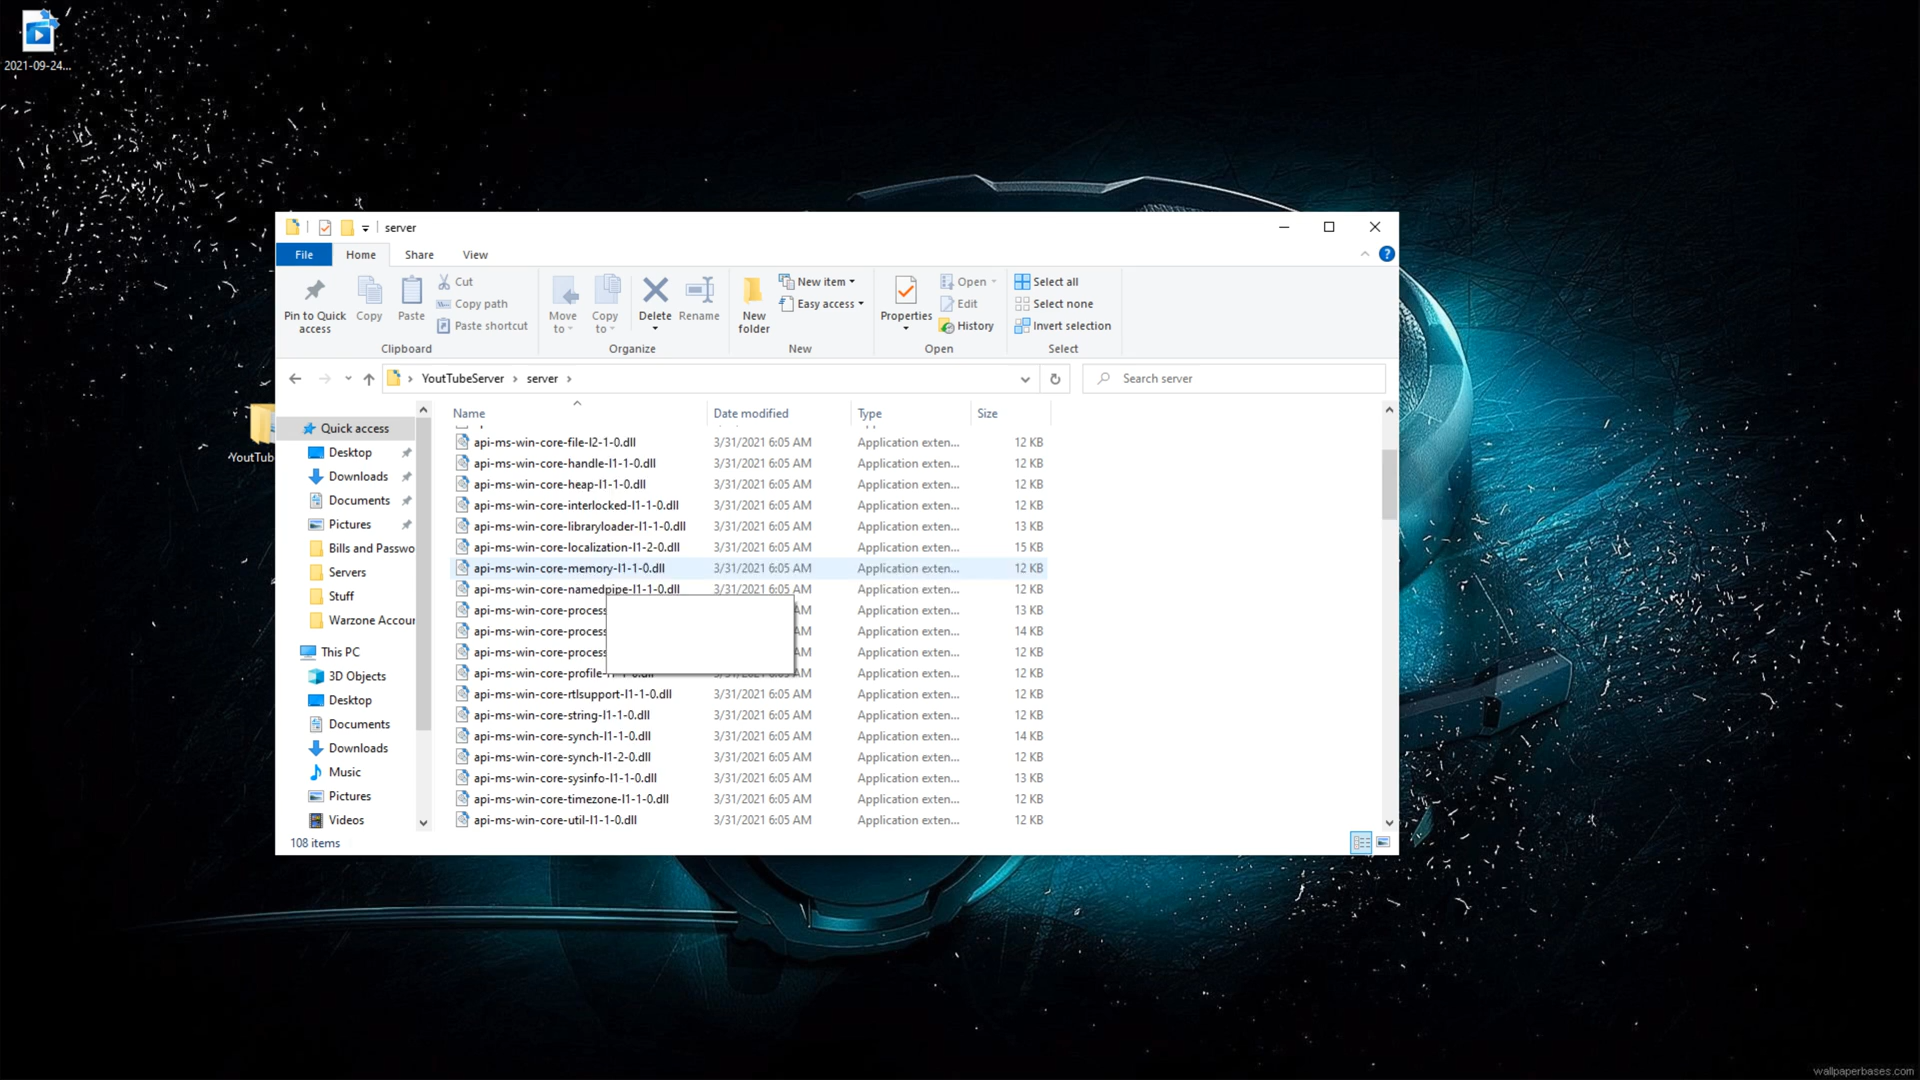 2021-09-24...
server
File Home Share View
Pin to Quick access
Copy
Paste
Cut
Copy path
Paste shortcut
Clipboard
Move to
Copy to
Delete
Rename
Organize
New folder
New item
Easy access
New
Properties
Open
Edit
History
Open
Select all
Select none
Invert selection
Select
YoutTubeServer > server >
Search server
Quick access
Desktop
Downloads
Documents
Pictures
Bills and Passwo
Servers
Stuff
Warzone Accour
This PC
3D Objects
Desktop
Documents
Downloads
Music
Pictures
Videos
YoutTub
Name Date modified Type Size
api-ms-win-core-file-l2-1-0.dll 3/31/2021 6:05 AM Application exten... 12 KB
api-ms-win-core-handle-l1-1-0.dll 3/31/2021 6:05 AM Application exten... 12 KB
api-ms-win-core-heap-l1-1-0.dll 3/31/2021 6:05 AM Application exten... 12 KB
api-ms-win-core-interlocked-l1-1-0.dll 3/31/2021 6:05 AM Application exten... 12 KB
api-ms-win-core-libraryloader-l1-1-0.dll 3/31/2021 6:05 AM Application exten... 13 KB
api-ms-win-core-localization-l1-2-0.dll 3/31/2021 6:05 AM Application exten... 15 KB
api-ms-win-core-memory-l1-1-0.dll 3/31/2021 6:05 AM Application exten... 12 KB
api-ms-win-core-namedpipe-l1-1-0.dll 3/31/2021 6:05 AM Application exten... 12 KB
api-ms-win-core-process AM Application exten... 13 KB
api-ms-win-core-process AM Application exten... 14 KB
api-ms-win-core-process AM Application exten... 12 KB
api-ms-win-core-profile-l1-1-0.dll 3/31/2021 6:05 AM Application exten... 12 KB
api-ms-win-core-rtlsupport-l1-1-0.dll 3/31/2021 6:05 AM Application exten... 12 KB
api-ms-win-core-string-l1-1-0.dll 3/31/2021 6:05 AM Application exten... 12 KB
api-ms-win-core-synch-l1-1-0.dll 3/31/2021 6:05 AM Application exten... 14 KB
api-ms-win-core-synch-l1-2-0.dll 3/31/2021 6:05 AM Application exten... 12 KB
api-ms-win-core-sysinfo-l1-1-0.dll 3/31/2021 6:05 AM Application exten... 13 KB
api-ms-win-core-timezone-l1-1-0.dll 3/31/2021 6:05 AM Application exten... 12 KB
api-ms-win-core-util-l1-1-0.dll 3/31/2021 6:05 AM Application exten... 12 KB
108 items
wallpaperbases.com